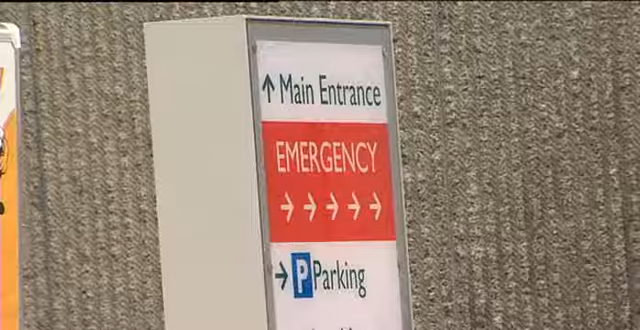 ↑ Main Entrance
EMERGENCY
→ → → → →
→ P Parking